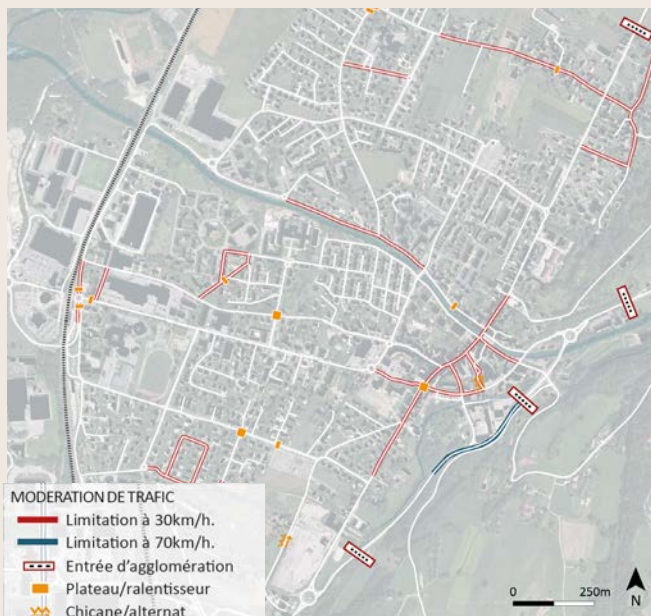 MODERATION DE TRAFIC
Limitation à 30km/h.
Limitation à 70km/h.
Entrée d'agglomération
Plateau/ralentisseur
Chicane/alternat
0 250m
N